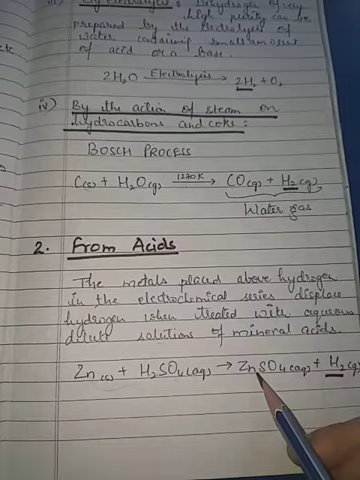 By Electrolysis: Dihydrogen of very
high purity can be
prepared by the electrolysis of
water containing small amount
of acid or a base.
2H₂O Electrolysis → 2H₂ + O₂
iv) By the action of steam on
hydrocarbons and coke:
BOSCH PROCESS
C(s) + H₂O(g) 1270K → CO(g) + H₂(g)
Water gas
2. From Acids
The metals placed above hydrogen
in the electrochemical series displace
hydrogen when treated with aqueous
solutions of mineral acids.
Zn(s) + H₂SO₄(aq) → ZnSO₄(aq) + H₂(g)